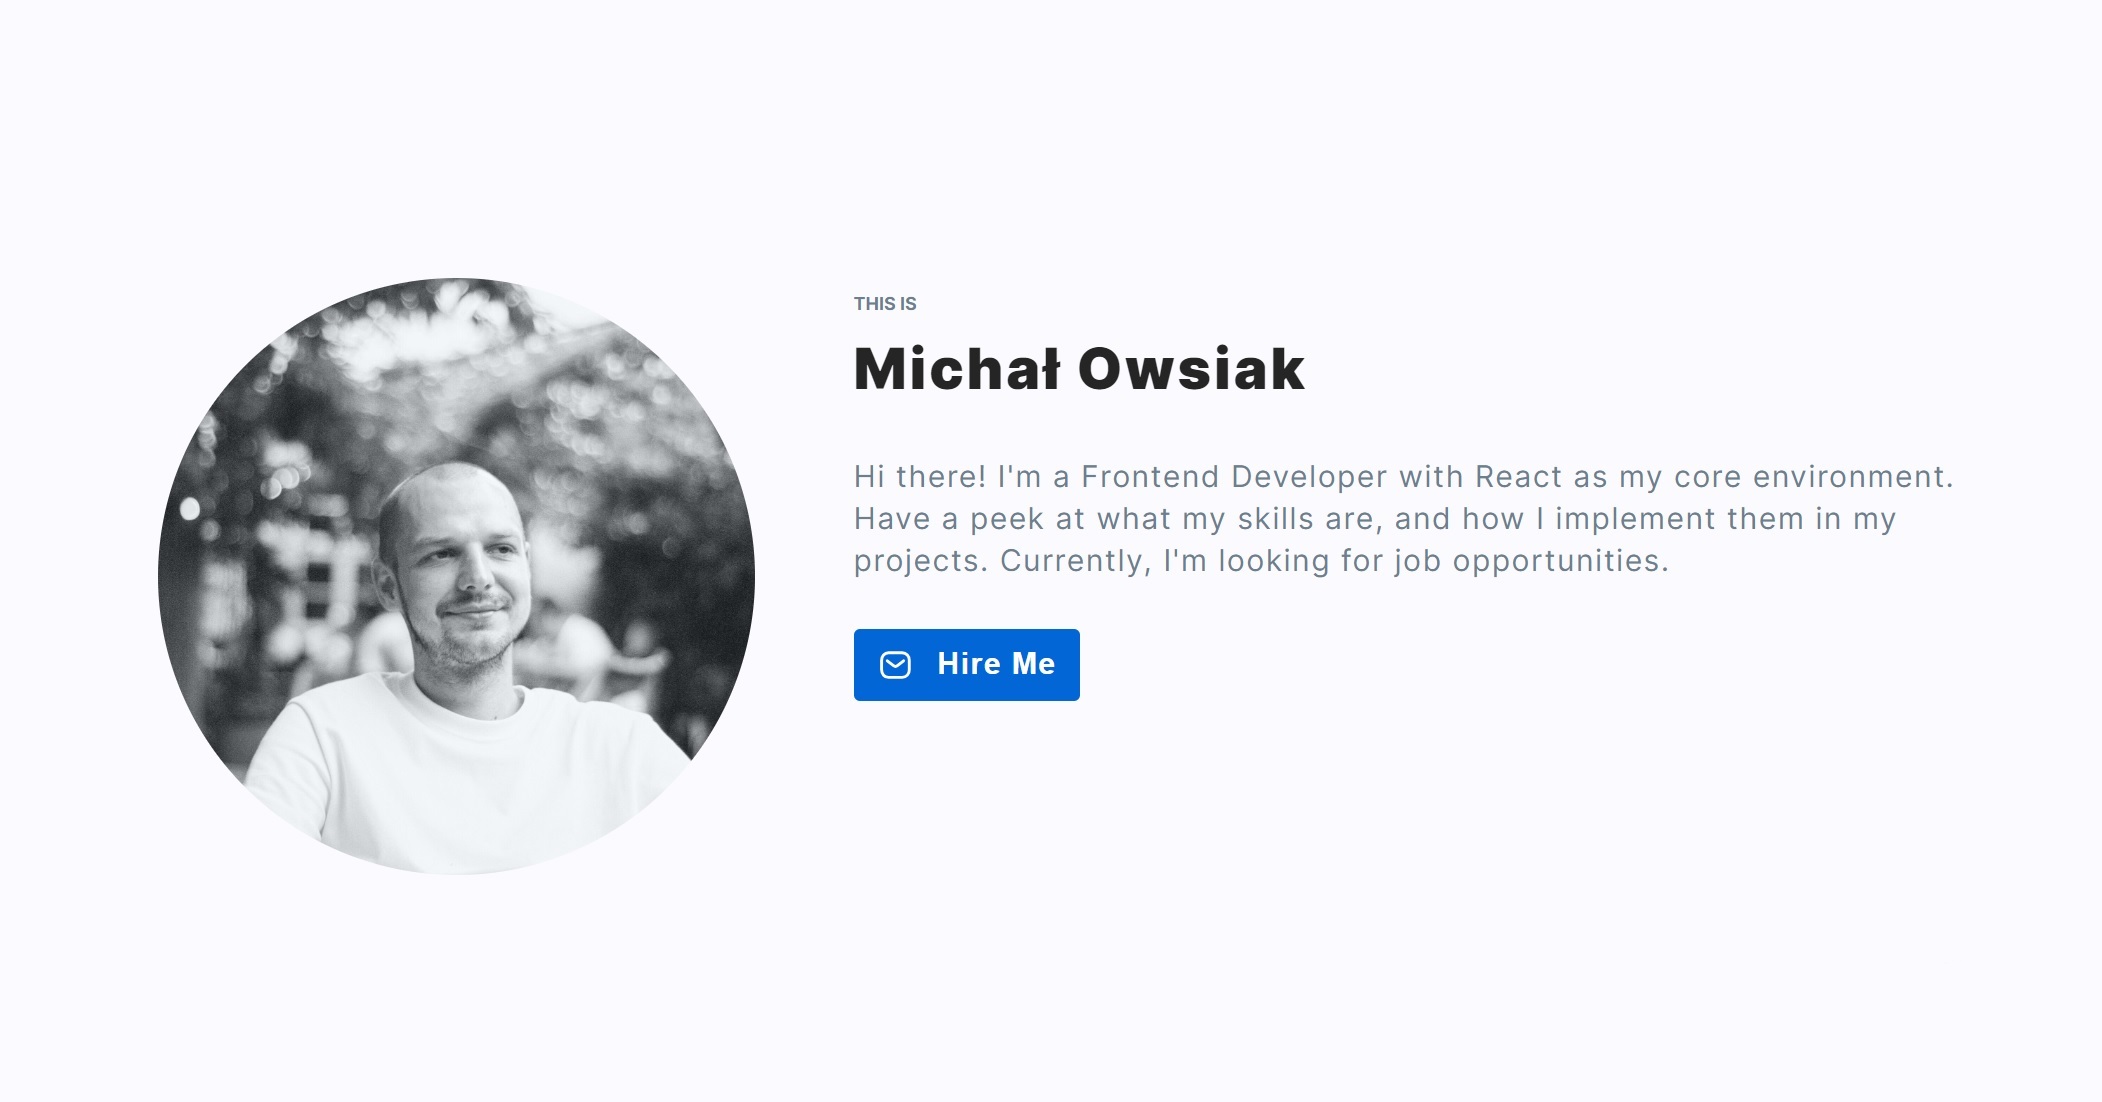 THIS IS
Michał Owsiak
Hi there! I'm a Frontend Developer with React as my core environment.
Have a peek at what my skills are, and how I implement them in my
projects. Currently, I'm looking for job opportunities.
Hire Me